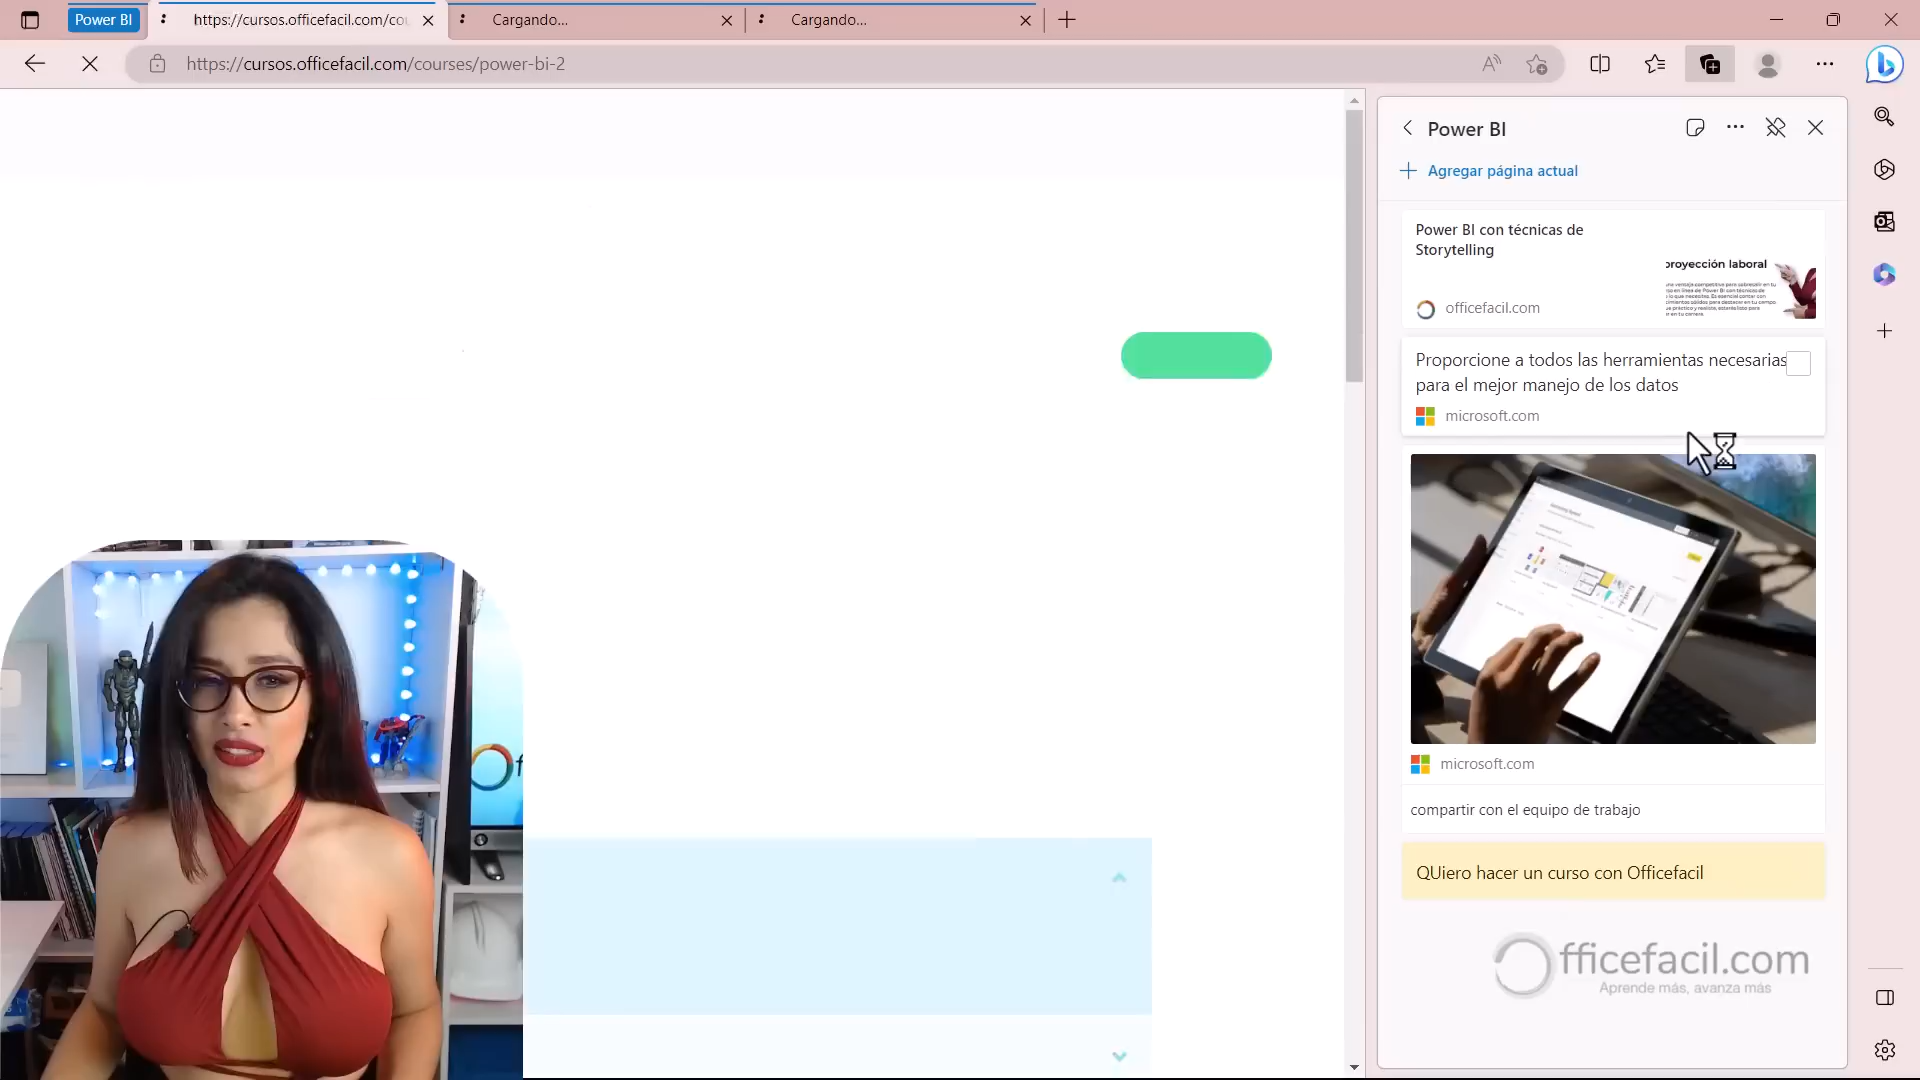 Power BI
https://cursos.officefacil.com/cou
Cargando...
Cargando...
https://cursos.officefacil.com/courses/power-bi-2
Power BI
Agregar página actual
Power BI con técnicas de
Storytelling
proyección laboral
officefacil.com
Proporcione a todos las herramientas necesarias
para el mejor manejo de los datos
microsoft.com
microsoft.com
compartir con el equipo de trabajo
QUiero hacer un curso con Officefacil
fficefacil.com
Aprende más, avanza más